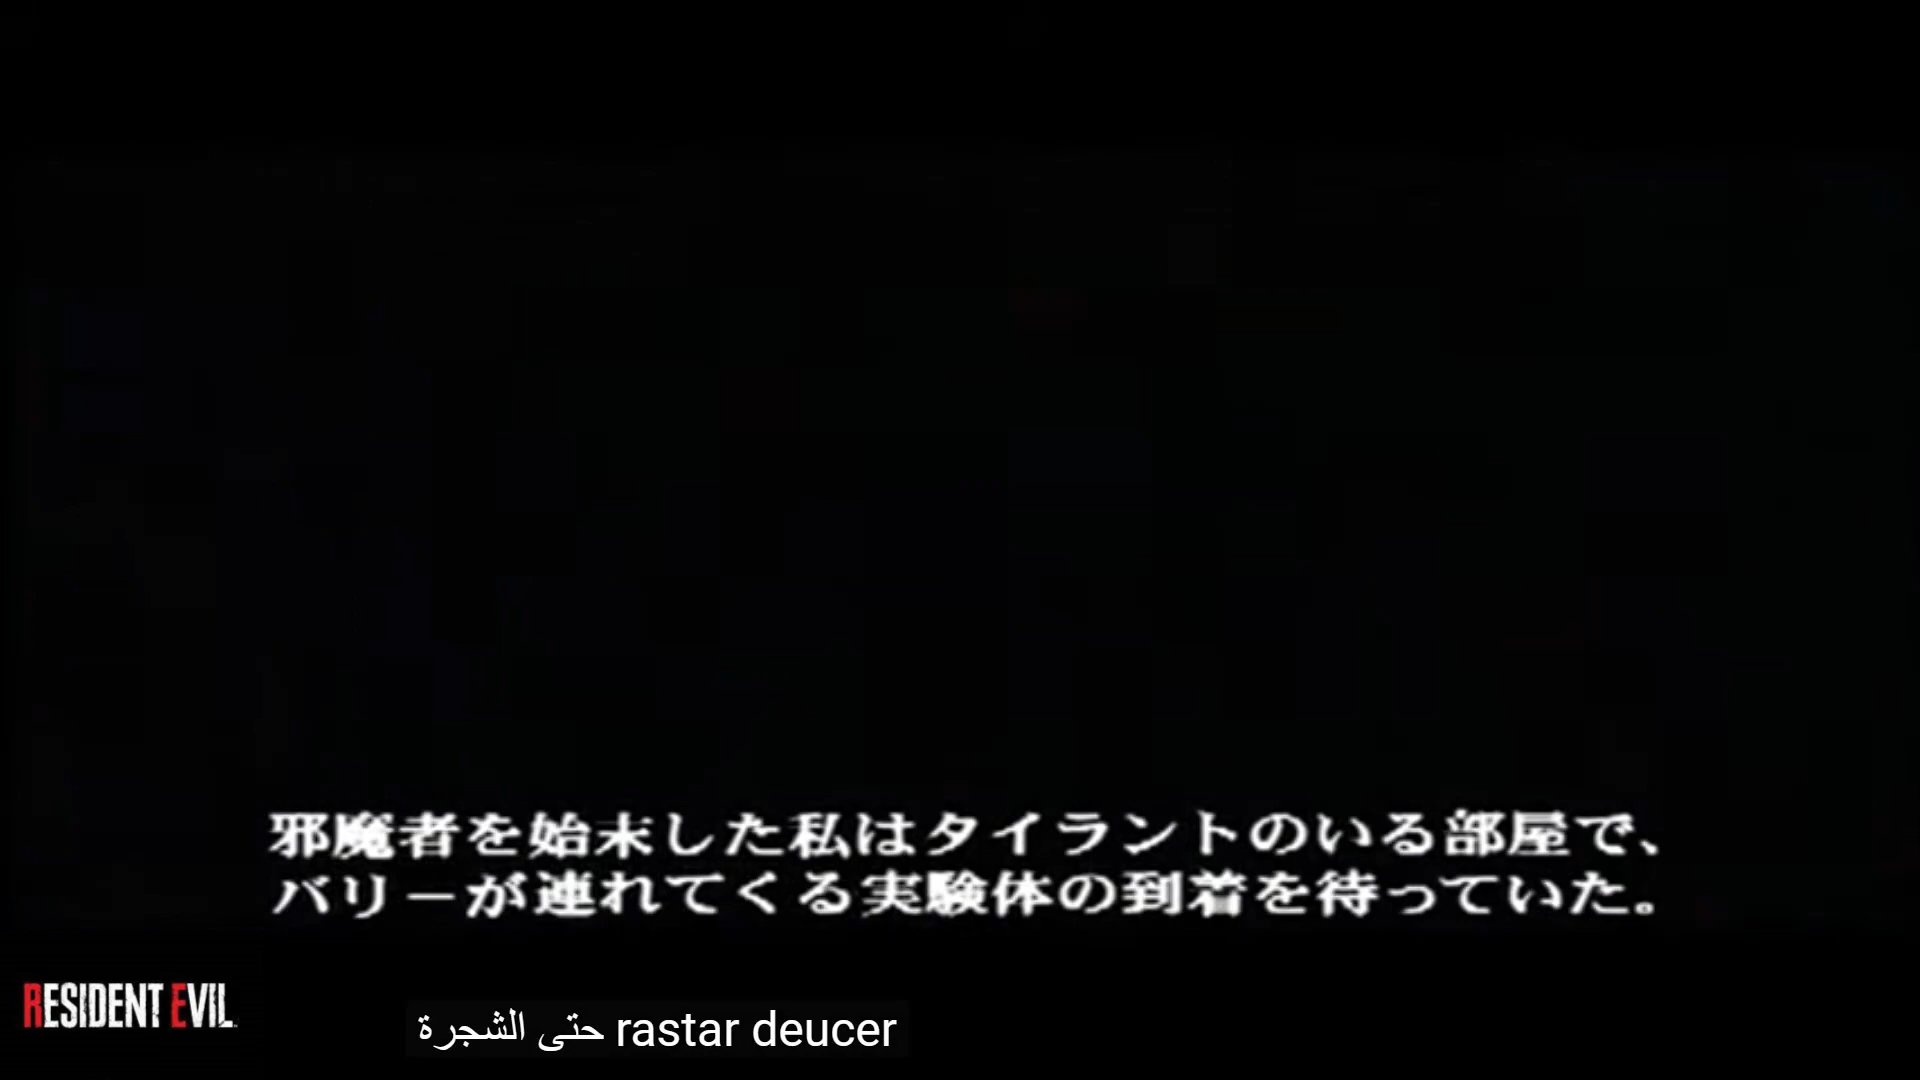 邪魔者を始末した私はタイラントのいる部屋で、
バリーが連れてくる実験体の到着を待っていた。
RESIDENT EVIL
حتى الشجرة rastar deucer